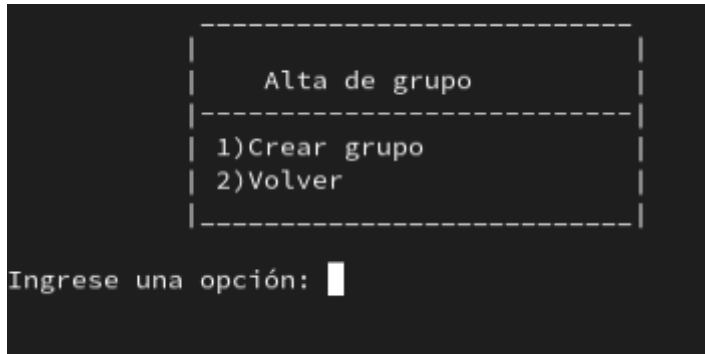 Alta de grupo
1)Crear grupo
2)Volver
Ingrese una opción: